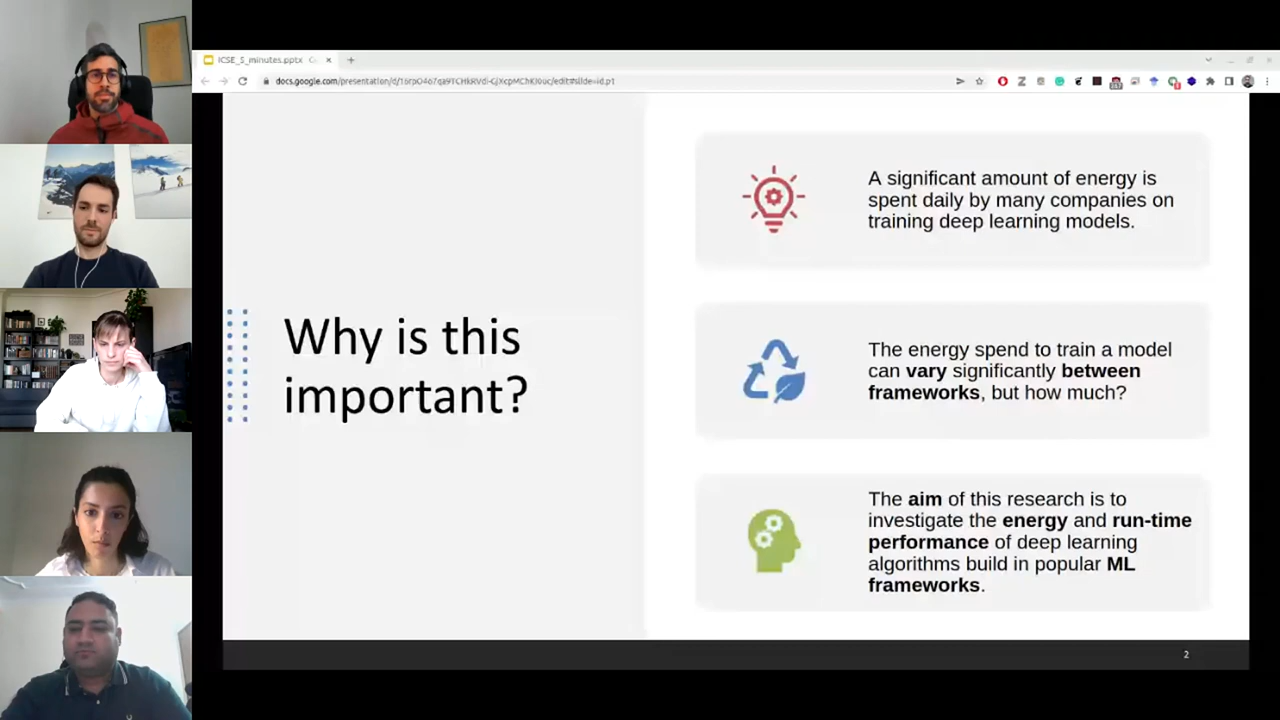 ICSE_5_minutes.pptx
Why is this
important?
A significant amount of energy is
spent daily by many companies on
training deep learning models.
The energy spend to train a model
can vary significantly between
frameworks, but how much?
The aim of this research is to
investigate the energy and run-time
performance of deep learning
algorithms build in popular ML
frameworks.
2